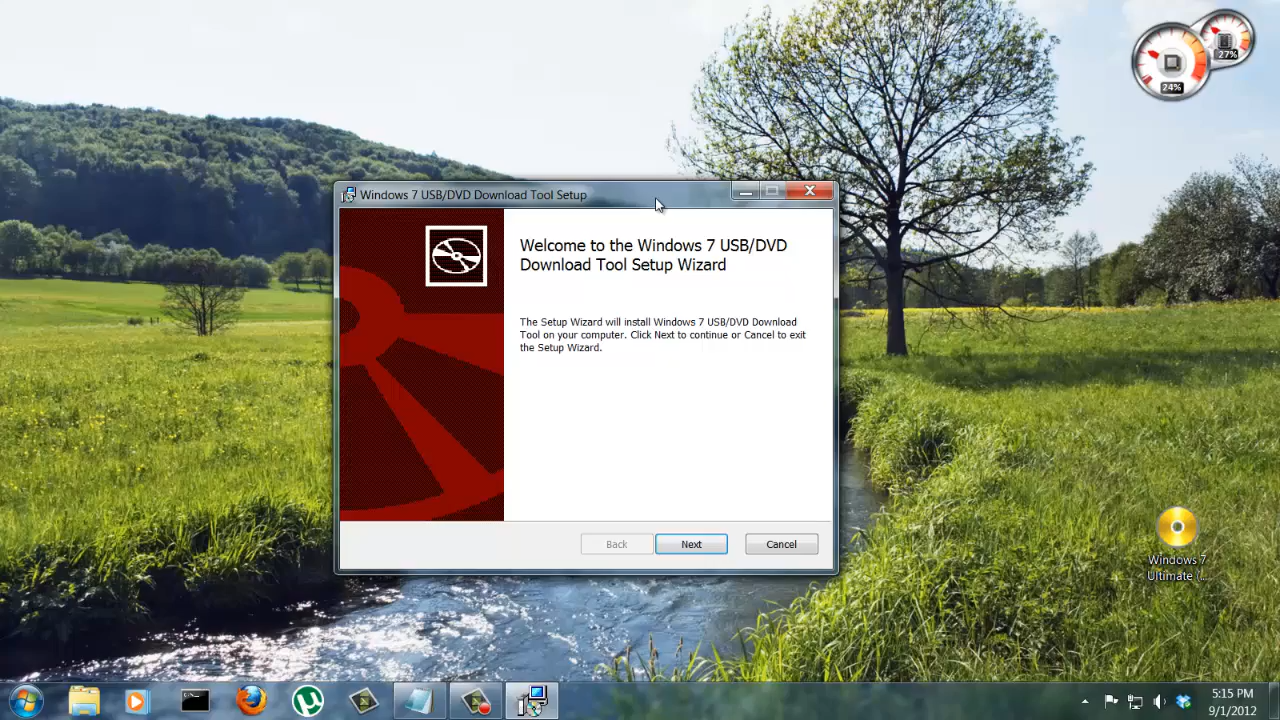 24%
27%
Windows 7 USB/DVD Download Tool Setup
Welcome to the Windows 7 USB/DVD
Download Tool Setup Wizard
The Setup Wizard will install Windows 7 USB/DVD Download
Tool on your computer. Click Next to continue or Cancel to exit
the Setup Wizard.
Back
Next
Cancel
Windows 7
Ultimate (...
5:15 PM
9/1/2012